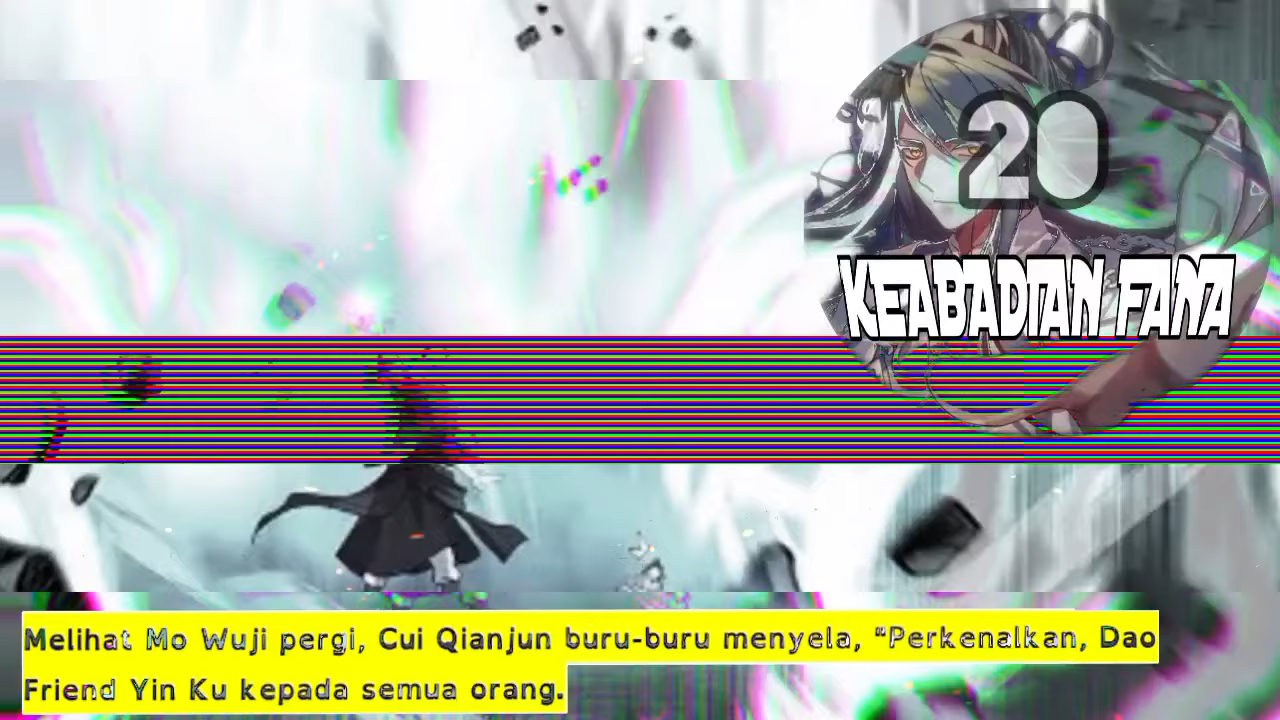 20
KEABADIAN FANA
Melihat Mo Wuji pergi, Cui Qianjun buru-buru menyela, "Perkenalkan, Dao
Friend Yin Ku kepada semua orang.